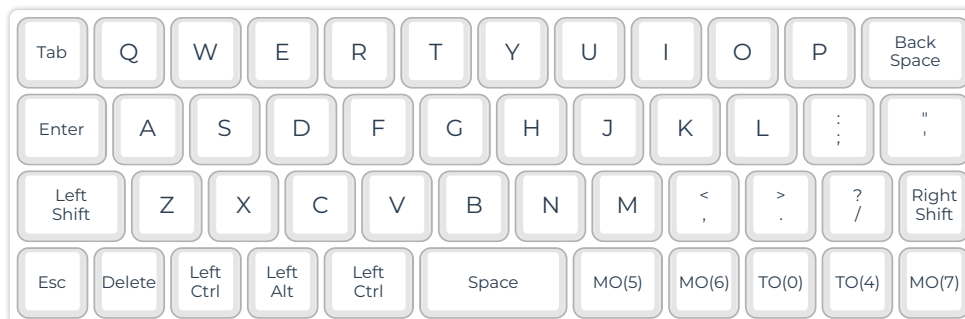 Tab Q W E R T Y U I O P Back
Space
Enter A S D F G H J K L :
; "
'
Left
Shift Z X C V B N M <
, >
. ?
/ Right
Shift
Esc Delete Left
Ctrl Left
Alt Left
Ctrl Space MO(5) MO(6) TO(0) TO(4) MO(7)